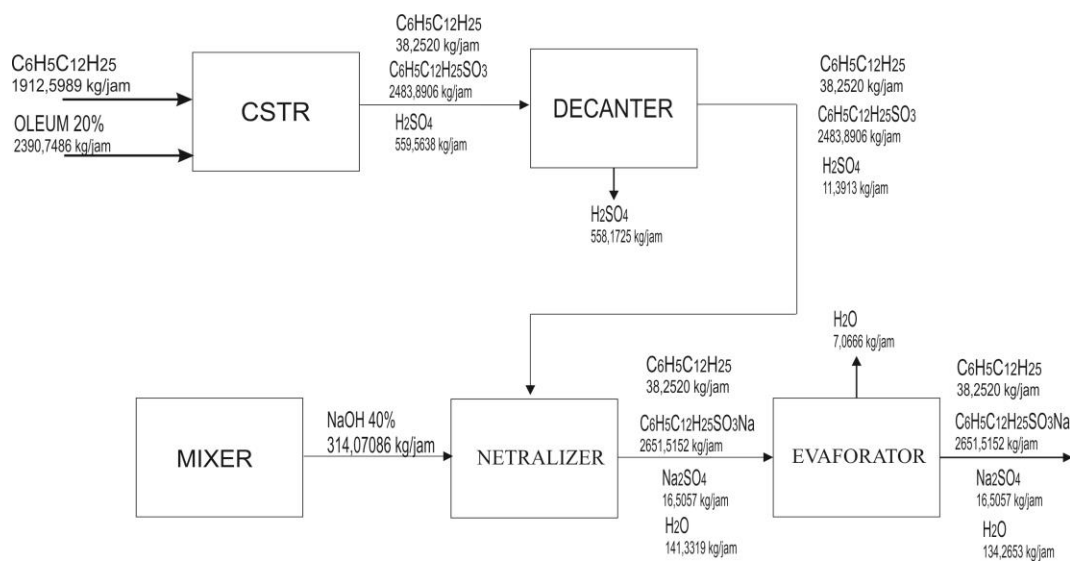 C6H5C12H25
1912,5989 kg/jam
OLEUM 20%
2390,7486 kg/jam
CSTR
C6H5C12H25
38,2520 kg/jam
C6H5C12H25SO3
2483,8906 kg/jam
H2SO4
559,5638 kg/jam
DECANTER
H2SO4
558,1725 kg/jam
C6H5C12H25
38,2520 kg/jam
C6H5C12H25SO3
2483,8906 kg/jam
H2SO4
11,3913 kg/jam
MIXER
NaOH 40%
314,07086 kg/jam
NETRALIZER
C6H5C12H25
38,2520 kg/jam
C6H5C12H25SO3Na
2651,5152 kg/jam
Na2SO4
16,5057 kg/jam
H2O
141,3319 kg/jam
H2O
7,0666 kg/jam
EVAFORATOR
C6H5C12H25
38,2520 kg/jam
C6H5C12H25SO3Na
2651,5152 kg/jam
Na2SO4
16,5057 kg/jam
H2O
134,2653 kg/jam